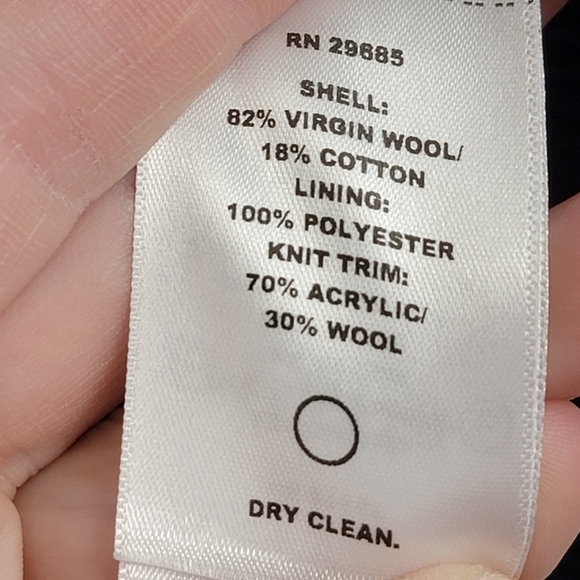 RN 29685
SHELL:
82% VIRGIN WOOL/
18% COTTON
LINING:
100% POLYESTER
KNIT TRIM:
70% ACRYLIC/
30% WOOL
DRY CLEAN.